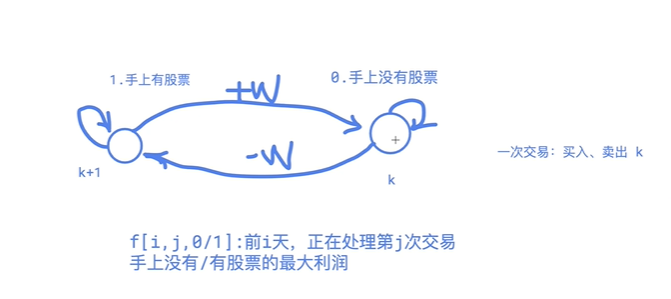 1.手上有股票
+W
0.手上没有股票
-W
k+1
k
一次交易：买入、卖出 k
f[i,j,0/1]:前i天，正在处理第j次交易
手上没有/有股票的最大利润